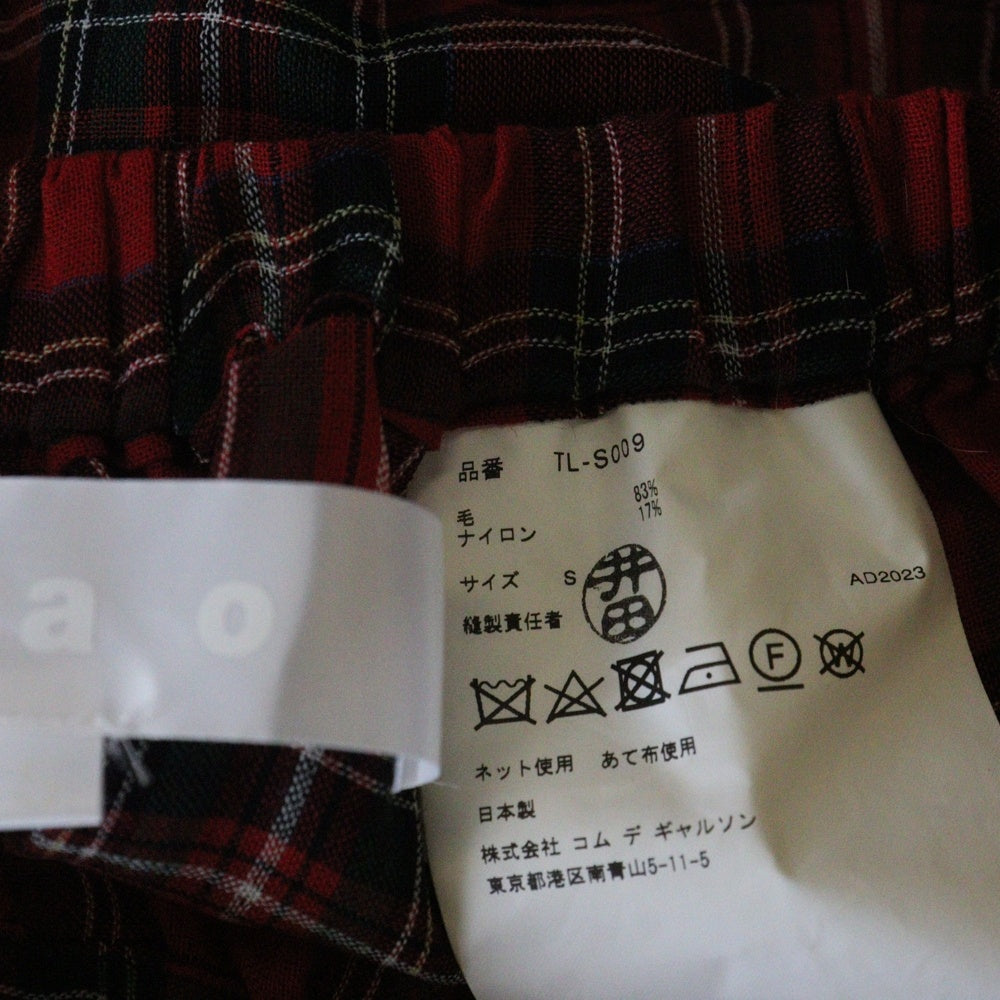 品番 TL-S009
毛 83%
ナイロン 17%
サイズ S
井田
AD2023
縫製責任者
F
W
ネット使用 あて布使用
日本製
株式会社 コム デ ギャルソン
東京都港区南青山5-11-5
a o